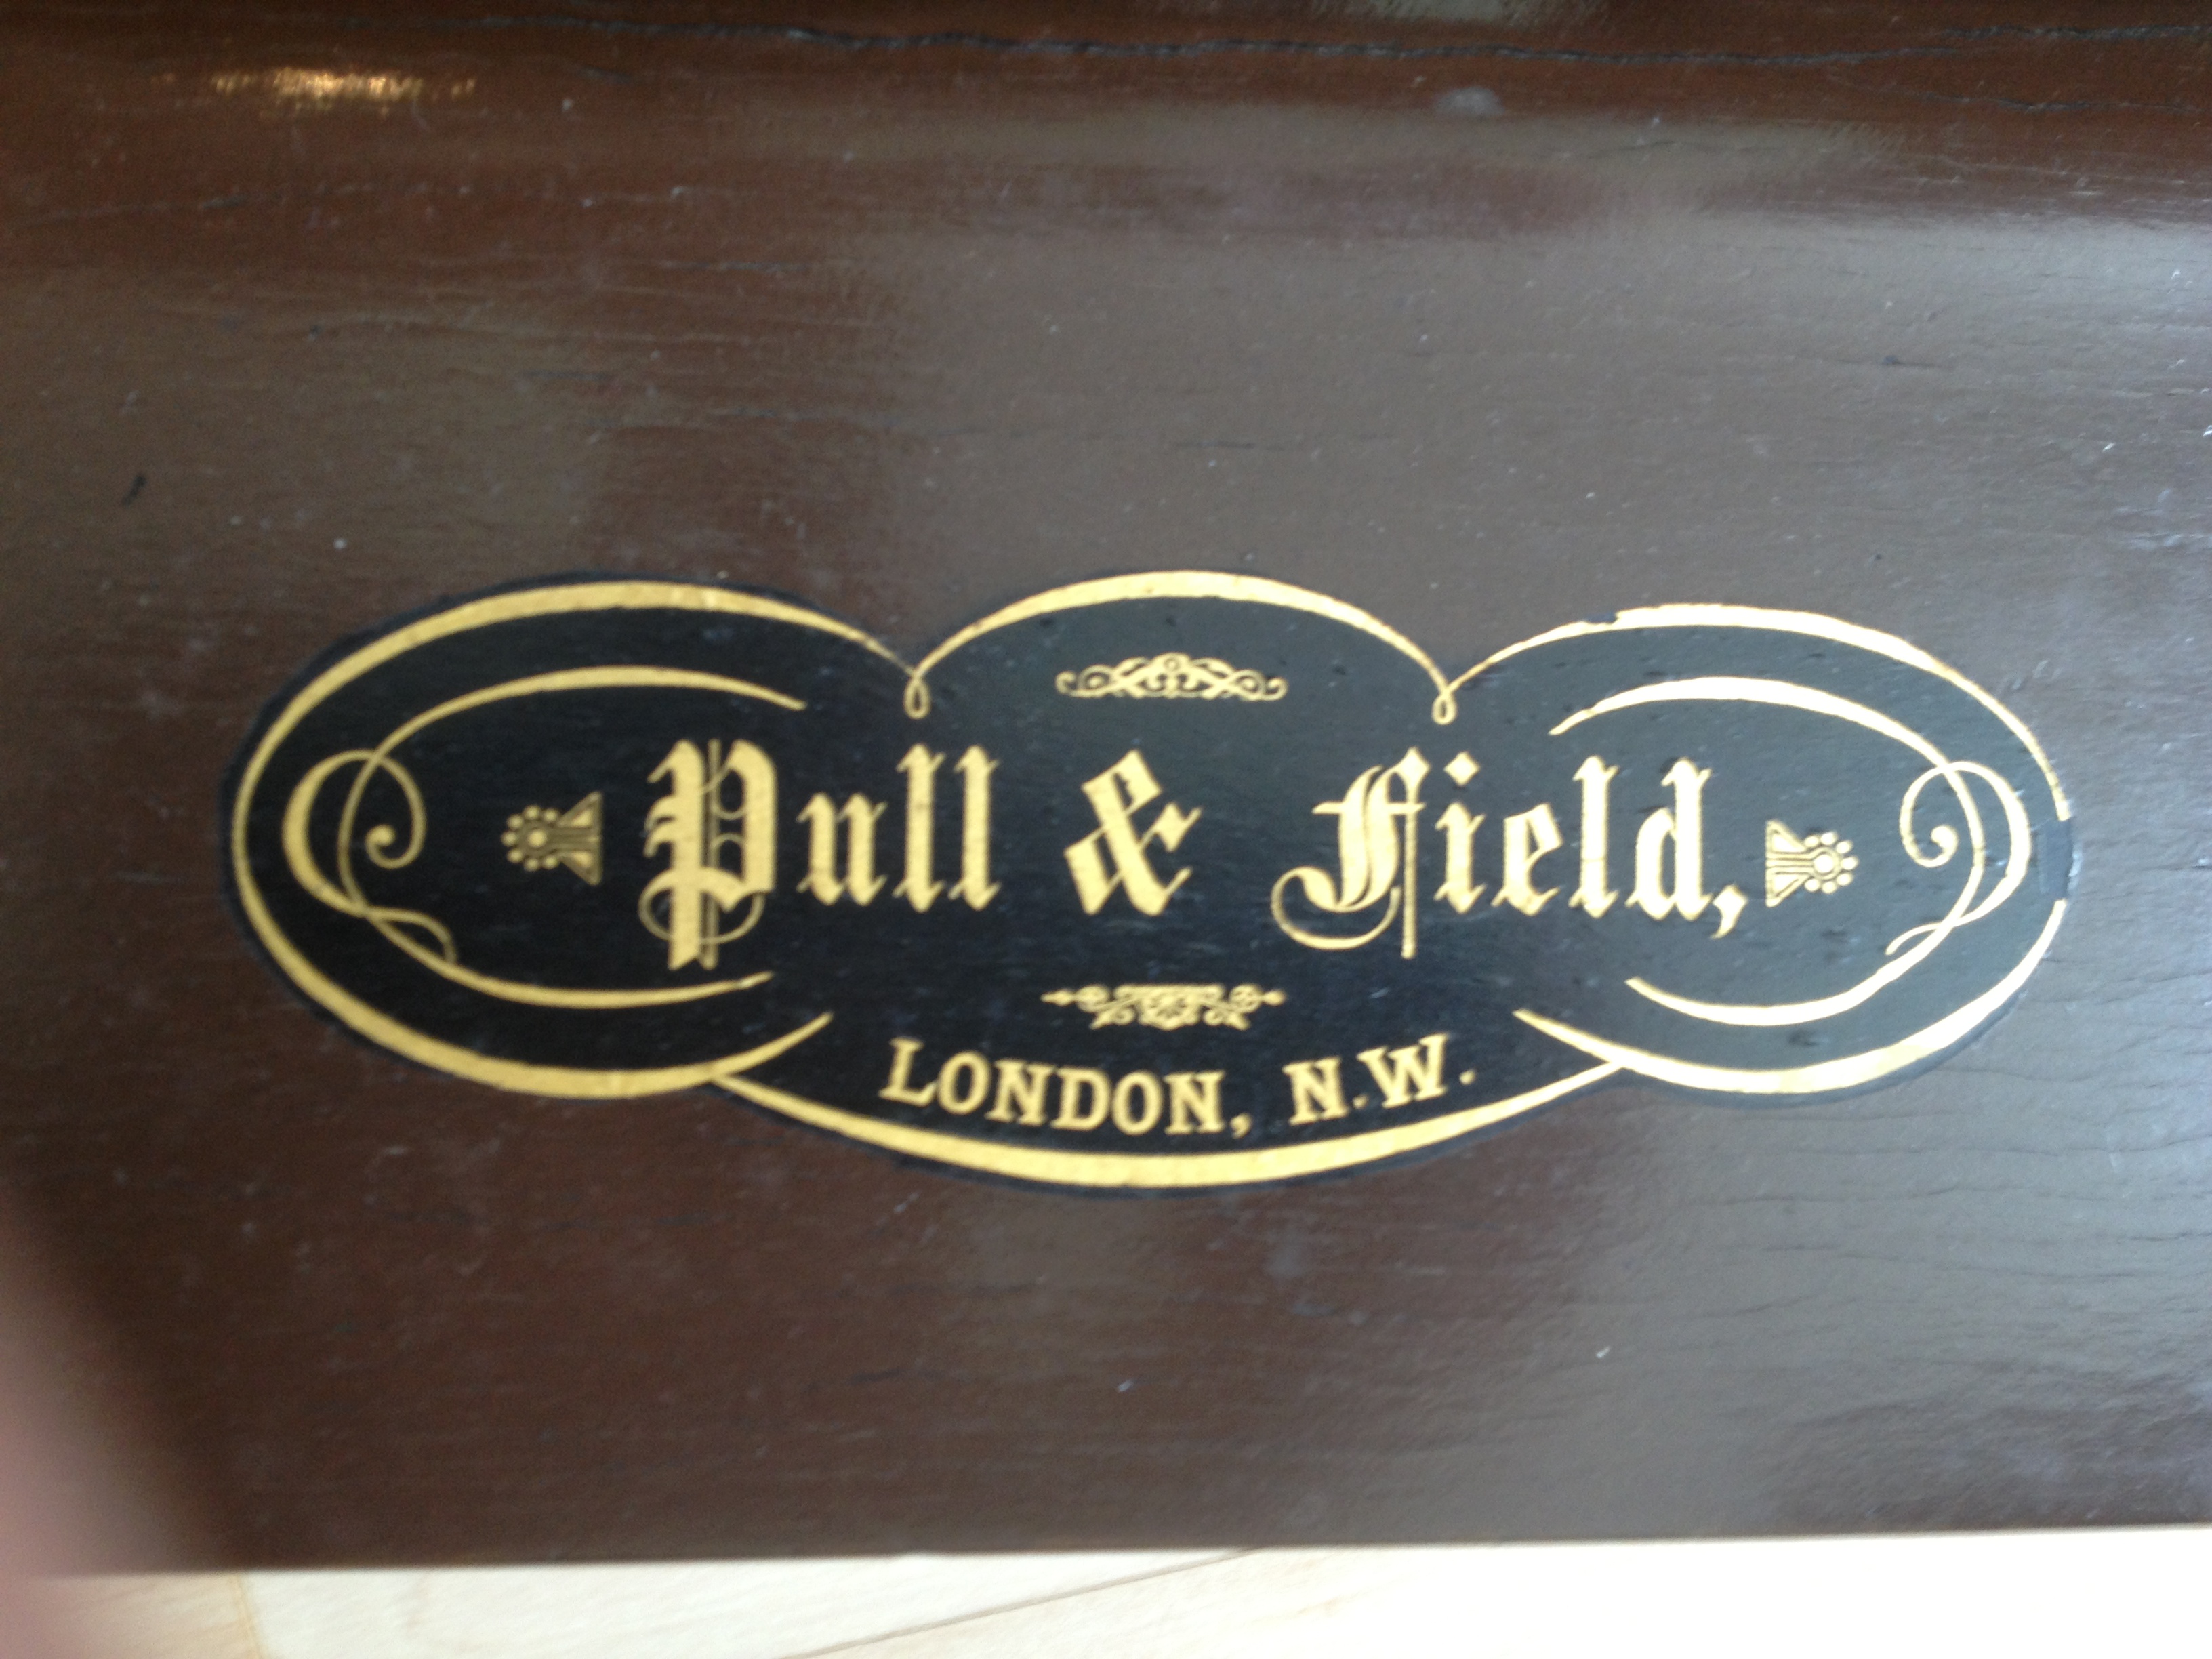 Pull & Field,
LONDON, N.W.